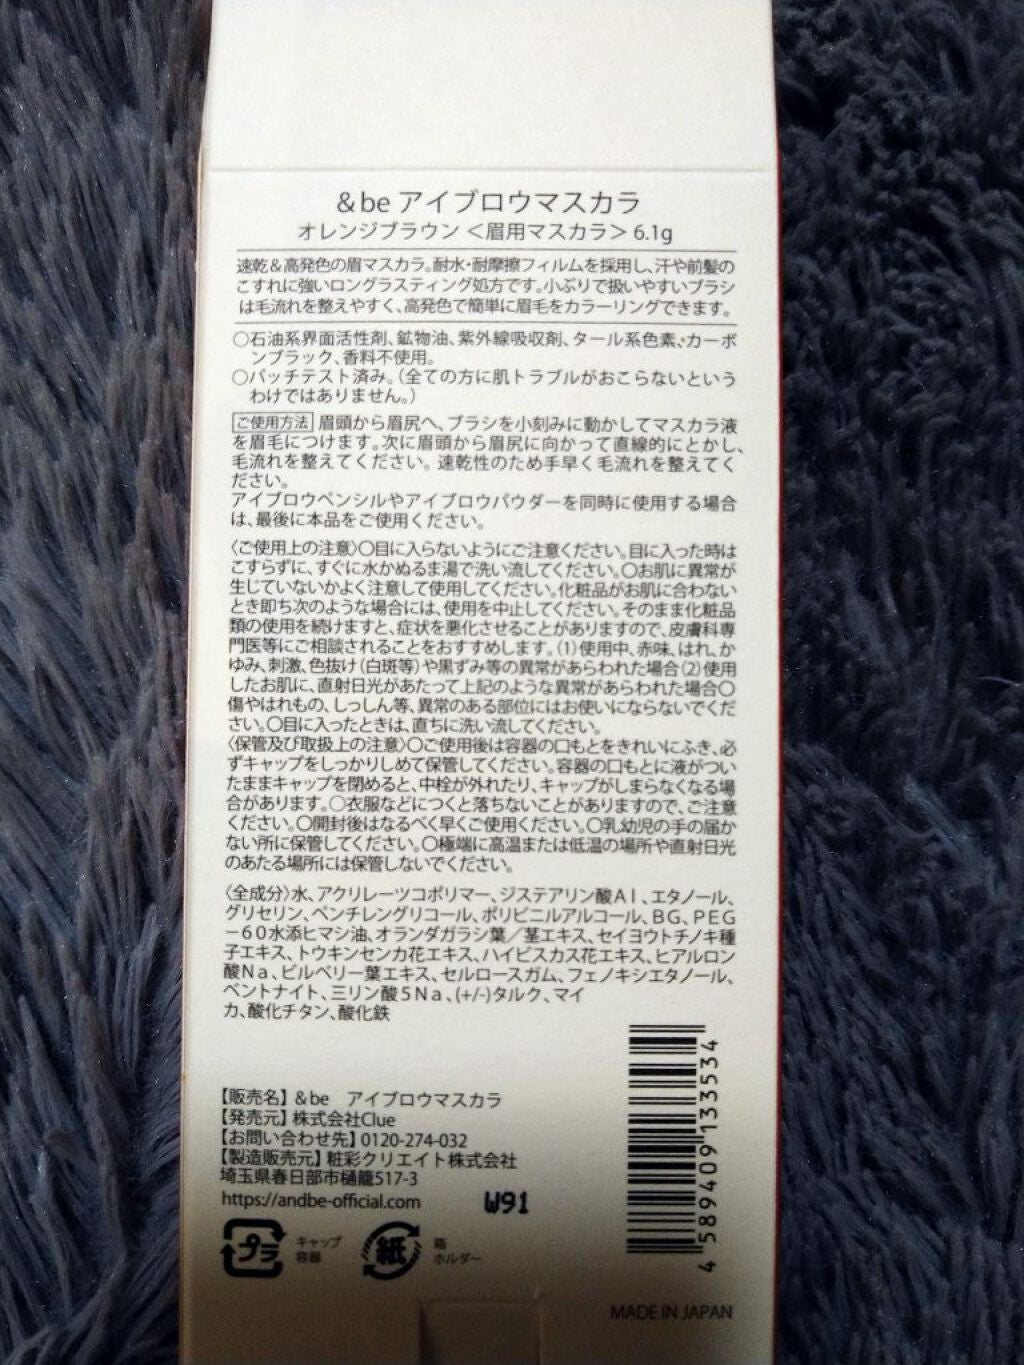 &be アイブロウマスカラ
オレンジブラウン＜眉用マスカラ＞6.1g
速乾＆高発色の眉マスカラ。耐水・耐摩擦フィルムを採用し、汗や前髪の
こすれに強いロングラスティング処方です。小ぶりで扱いやすいブラシ
は毛流れを整えやすく、高発色で簡単に眉毛をカラーリングできます。
○石油系界面活性剤、鉱物油、紫外線吸収剤、タール系色素、カーボ
ンブラック、香料不使用。
○パッチテスト済み。（全ての方に肌トラブルがおこらないという
わけではありません。）
ご使用方法 眉頭から眉尻へ、ブラシを小刻みに動かしてマスカラ液
を眉毛につけます。次に眉頭から眉尻に向かって直線的にとかし、
毛流れを整えてください。速乾性のため手早く毛流れを整えてく
ださい。
アイブロウペンシルやアイブロウパウダーを同時に使用する場合
は、最後に本品をご使用ください。
〈ご使用上の注意〉○目に入らないようにご注意ください。目に入った時は
こすらずに、すぐに水かぬるま湯で洗い流してください。○お肌に異常が
生じていないかよく注意して使用してください。化粧品がお肌に合わない
とき即ち次のような場合には、使用を中止してください。そのまま化粧品
類の使用を続けますと、症状を悪化させることがありますので、皮膚科専
門医等にご相談されることをおすすめします。（1）使用中、赤味、はれ、か
ゆみ、刺激、色抜け（白斑等）や黒ずみ等の異常があらわれた場合（2）使用
したお肌に、直射日光があたって上記のような異常があらわれた場合○
傷やはれもの、しっしん等、異常のある部位にはお使いにならないでくだ
さい。○目に入ったときは、直ちに洗い流してください。
〈保管及び取扱上の注意〉○ご使用後は容器の口もとをきれいにふき、必
ずキャップをしっかりしめて保管してください。容器の口もとに液がつい
たままキャップを閉めると、中栓が外れたり、キャップがしまらなくなる場
合があります。○衣服などにつくと落ちないことがありますので、ご注意
ください。○開封後はなるべく早くご使用ください。○乳幼児の手の届か
ない所に保管してください。○極端に高温または低温の場所や直射日光
のあたる場所には保管しないでください。
〈全成分〉水、アクリレーツコポリマー、ジステアリン酸Al、エタノール、
グリセリン、ペンチレングリコール、ポリビニルアルコール、BG、PEG
－60水添ヒマシ油、オランダガラシ葉／茎エキス、セイヨウトチノキ種
子エキス、トウキンセンカ花エキス、ハイビスカス花エキス、ヒアルロン
酸Na、ビルベリー葉エキス、セルロースガム、フェノキシエタノール、
ベントナイト、三リン酸5Na、(+/-)タルク、マイ
カ、酸化チタン、酸化鉄
【販売名】&be　アイブロウマスカラ
【発売元】株式会社Clue
【お問い合わせ先】0120-274-032
【製造販売元】粧彩クリエイト株式会社
埼玉県春日部市樋籠517-3
https://andbe-official.com
W91
プラ
キャップ
容器
紙
箱
ホルダー
4 589409 133534
MADE IN JAPAN